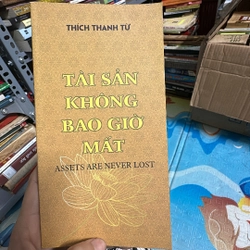 THÍCH THANH TỪ
TÀI SẢN
KHÔNG
BAO GIỜ
MẤT
ASSETS ARE NEVER LOST